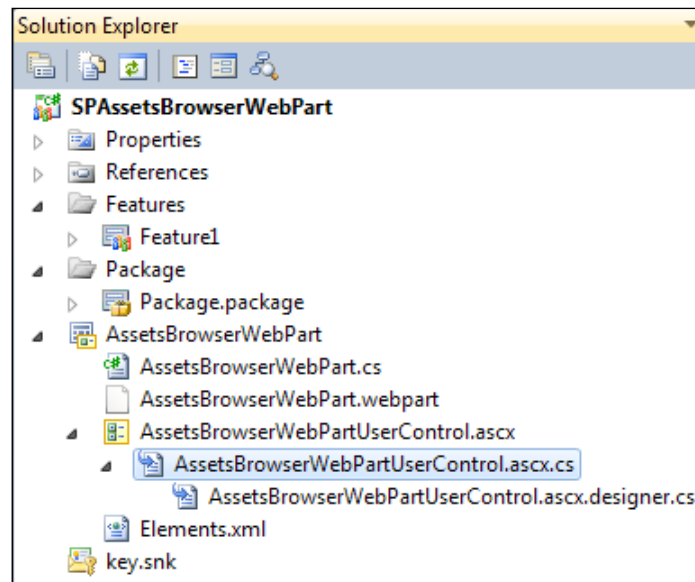 Solution Explorer
SPAssetsBrowserWebPart
Properties
References
Features
Feature1
Package
Package.package
AssetsBrowserWebPart
AssetsBrowserWebPart.cs
AssetsBrowserWebPart.webpart
AssetsBrowserWebPartUserControl.ascx
AssetsBrowserWebPartUserControl.ascx.cs
AssetsBrowserWebPartUserControl.ascx.designer.cs
Elements.xml
key.snk